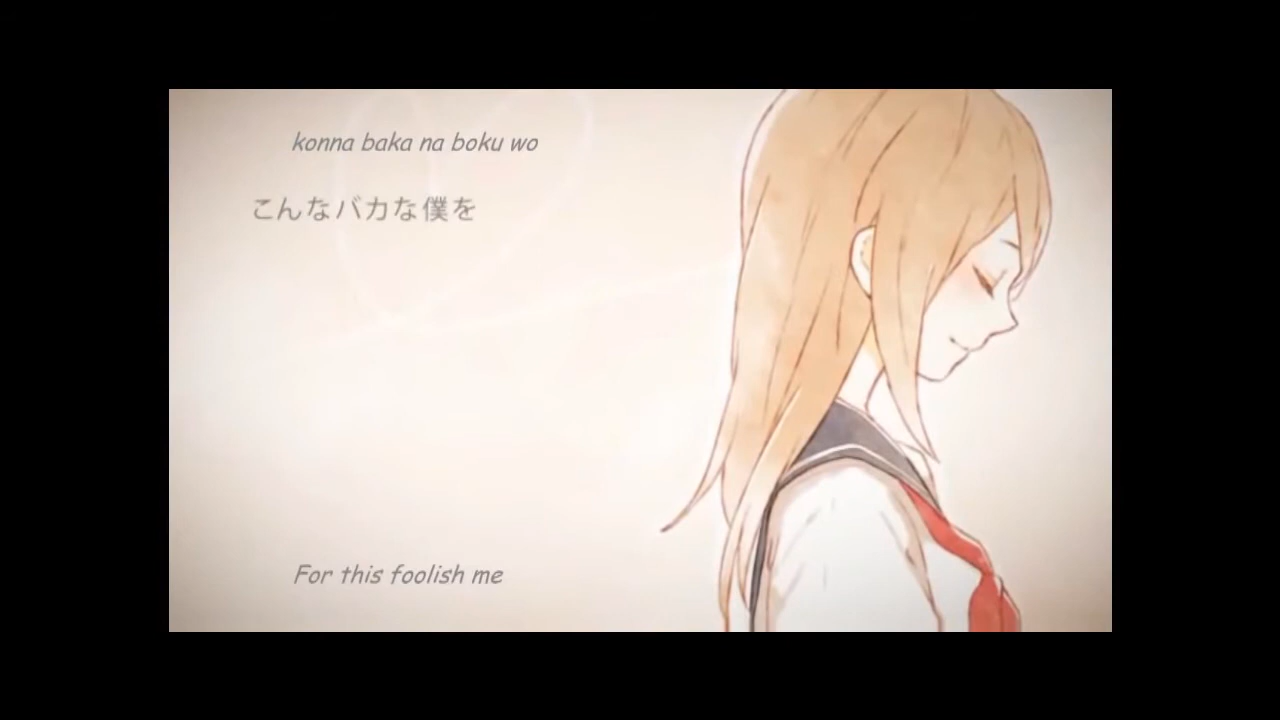 konna baka na boku wo
こんなバカな僕を
For this foolish me